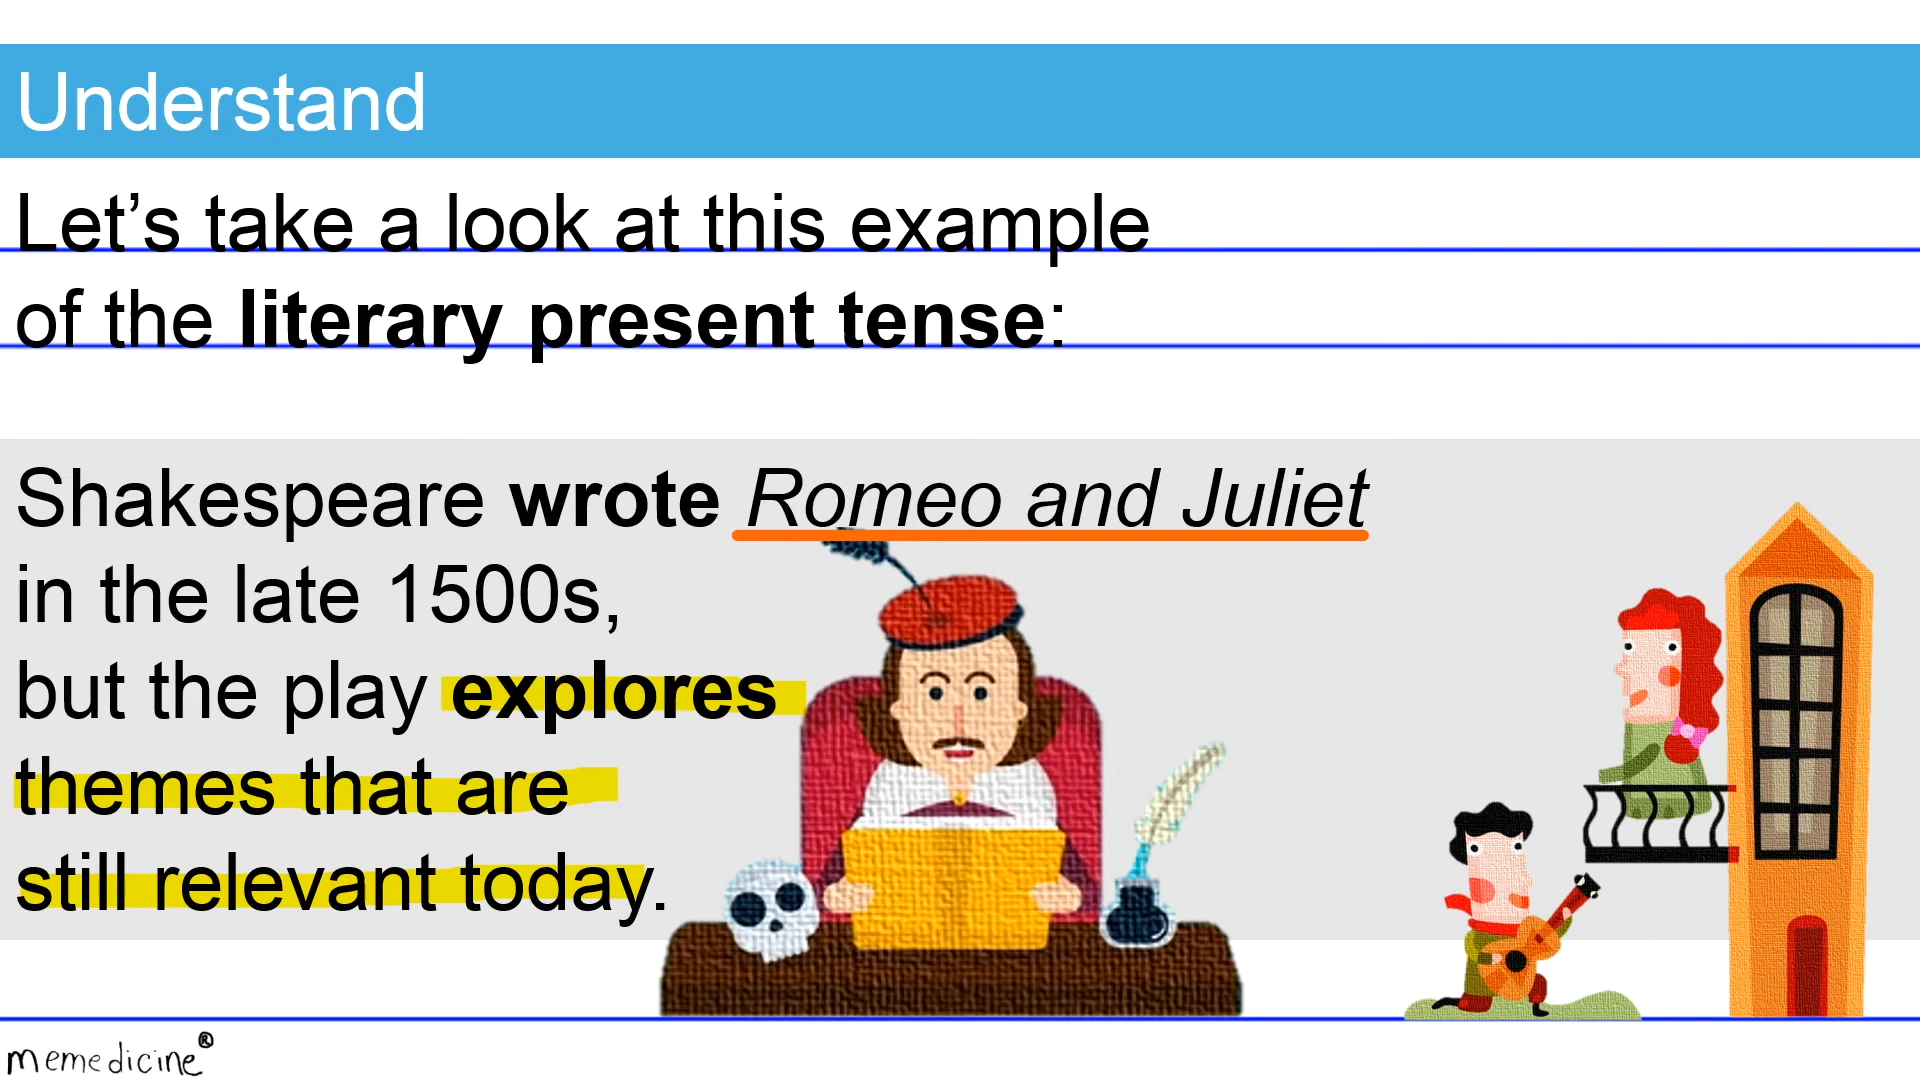 Understand
Let’s take a look at this example
of the literary present tense:
Shakespeare wrote Romeo and Juliet
in the late 1500s,
but the play explores
themes that are
still relevant today.
memedicine®